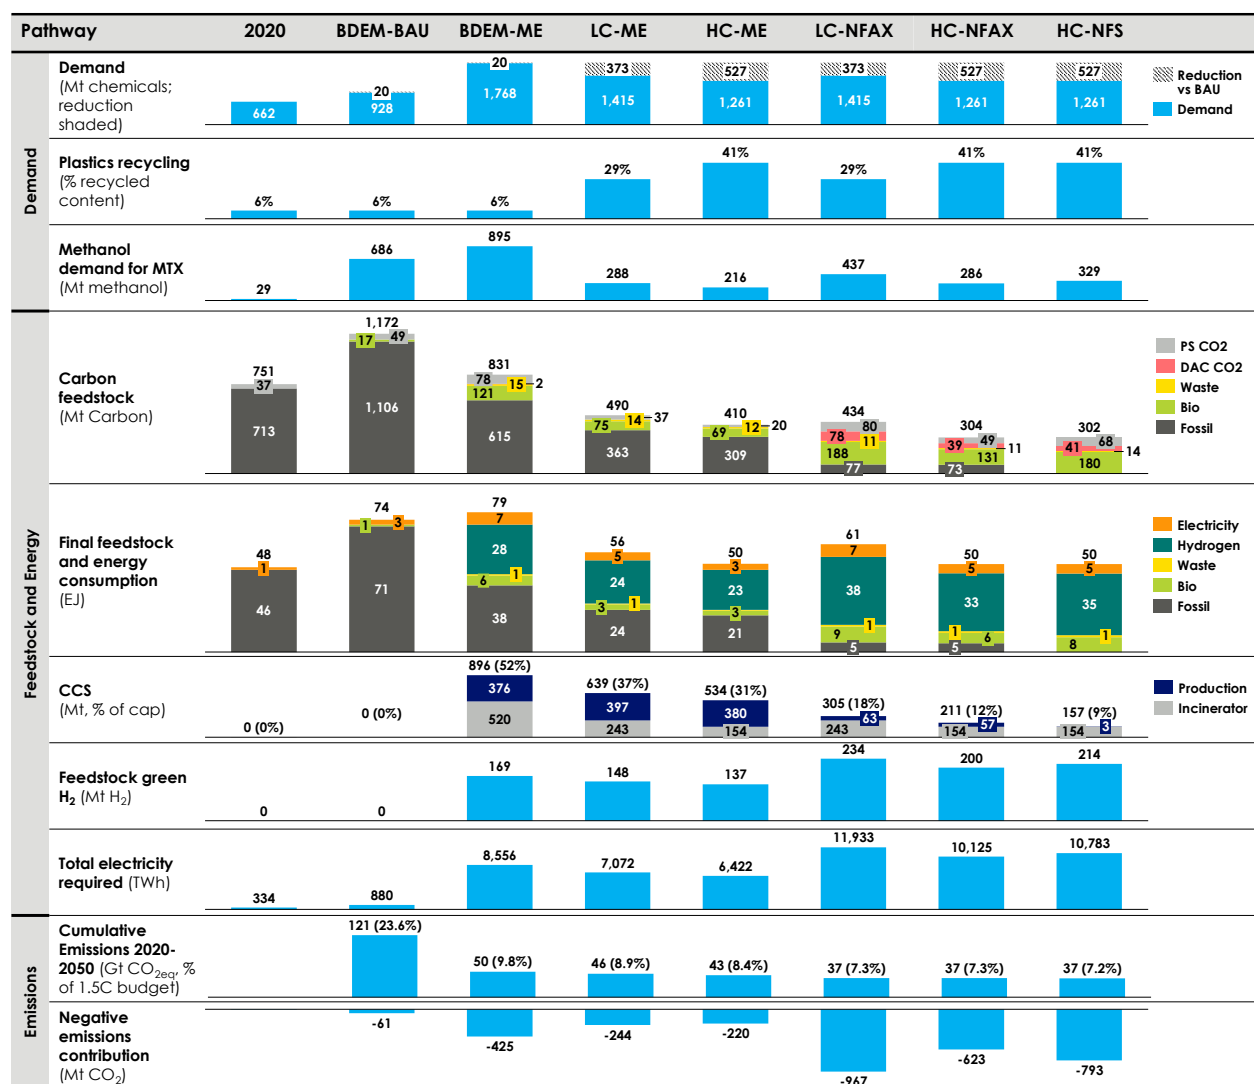 Pathway 2020 BDEM-BAU BDEM-ME LC-ME HC-ME LC-NFAX HC-NFAX HC-NFS
Demand
Demand
(Mt chemicals;
reduction
shaded)
662
20
928
20
1,768
373
1,415
527
1,261
373
1,415
527
1,261
527
1,261
Reduction
vs BAU
Demand
Plastics recycling
(% recycled
content)
6% 6% 6% 29% 41% 29% 41% 41%
Methanol
demand for MTX
(Mt methanol)
29 686 895 288 216 437 286 329
Feedstock and Energy
Carbon
feedstock
(Mt Carbon)
751
37
713
1,172
17 49
1,106
831
78 15 2
121
615
490
37
75 14
363
410
20
69 12
309
434
80
78 11
188
77
304
49
39 11
131
73
302
68
41 14
180
PS CO2
DAC CO2
Waste
Bio
Fossil
Final feedstock
and energy
consumption
(EJ)
48
1
46
74
1 3
71
79
7
28
6 1
38
56
5
24
3 1
24
50
3
23
3
21
61
7
38
1
9
5
50
5
33
1 6
5
50
5
35
1
8
Electricity
Hydrogen
Waste
Bio
Fossil
CCS
(Mt, % of cap)
0 (0%)
0 (0%)
896 (52%)
376
520
639 (37%)
397
243
534 (31%)
380
154
305 (18%)
63
243
211 (12%)
57
154
157 (9%)
3
154
Production
Incinerator
Feedstock green
H2 (Mt H2)
0 0 169 148 137 234 200 214
Total electricity
required (TWh)
334 880 8,556 7,072 6,422 11,933 10,125 10,783
Emissions
Cumulative
Emissions 2020-
2050 (Gt CO2eq, %
of 1.5C budget)
121 (23.6%) 50 (9.8%) 46 (8.9%) 43 (8.4%) 37 (7.3%) 37 (7.3%) 37 (7.2%)
Negative
emissions
contribution
(Mt CO2)
-61 -425 -244 -220 -967 -623 -793